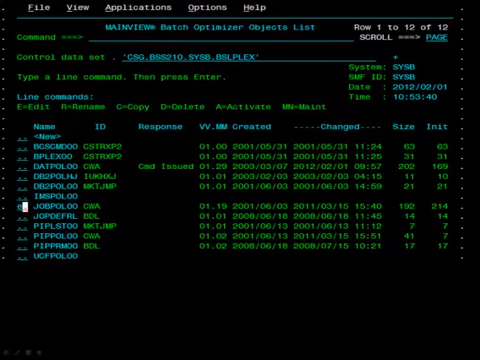 File View Applications Options Help
MAINVIEW® Batch Optimizer Objects List Row 1 to 12 of 12
Command ===> SCROLL ===> PAGE
Control data set . 'CSG.BSS210.SYSB.BSLPLEX' +
System: SYSB
Type a line command. Then press Enter. SMF ID: SYSB
Date : 2012/02/01
Line commands: Time : 10:53:40
E=Edit R=Rename C=Copy D=Delete A=Activate MN=Maint
Name ID Response VV.MM Created -----Changed---- Size Init
.. <New>
.. BCSGMD00 CSTRXP2 01.00 2001/05/31 2001/05/31 11:24 63 63
.. BPLEX00 CSTRXP2 01.00 2001/05/31 2001/05/31 11:25 31 31
.. DATPOL00 CWA Cmd Issued 01.29 2001/06/13 2012/02/01 09:57 202 169
.. DB2POLHJ IUKHXJ 01.01 2003/02/03 2003/02/03 04:15 11 10
.. DB2POL00 MKTJMP 01.01 2001/06/13 2001/06/03 14:59 21 21
.. IMSPOL00
e. JOBPOL00 CWA 01.19 2001/06/03 2011/03/15 15:40 192 214
.. JOPDEFRL BDL 01.01 2008/06/18 2008/06/18 11:45 14 14
.. PIPLST00 MKTJMP 01.01 2001/06/13 2001/06/13 11:12 7 7
.. PIPPOL00 CWA 01.02 2001/06/13 2011/03/15 15:51 41 7
.. PIPPRM00 BDL 01.02 2008/06/18 2008/07/15 10:21 17 17
.. UCFPOL00